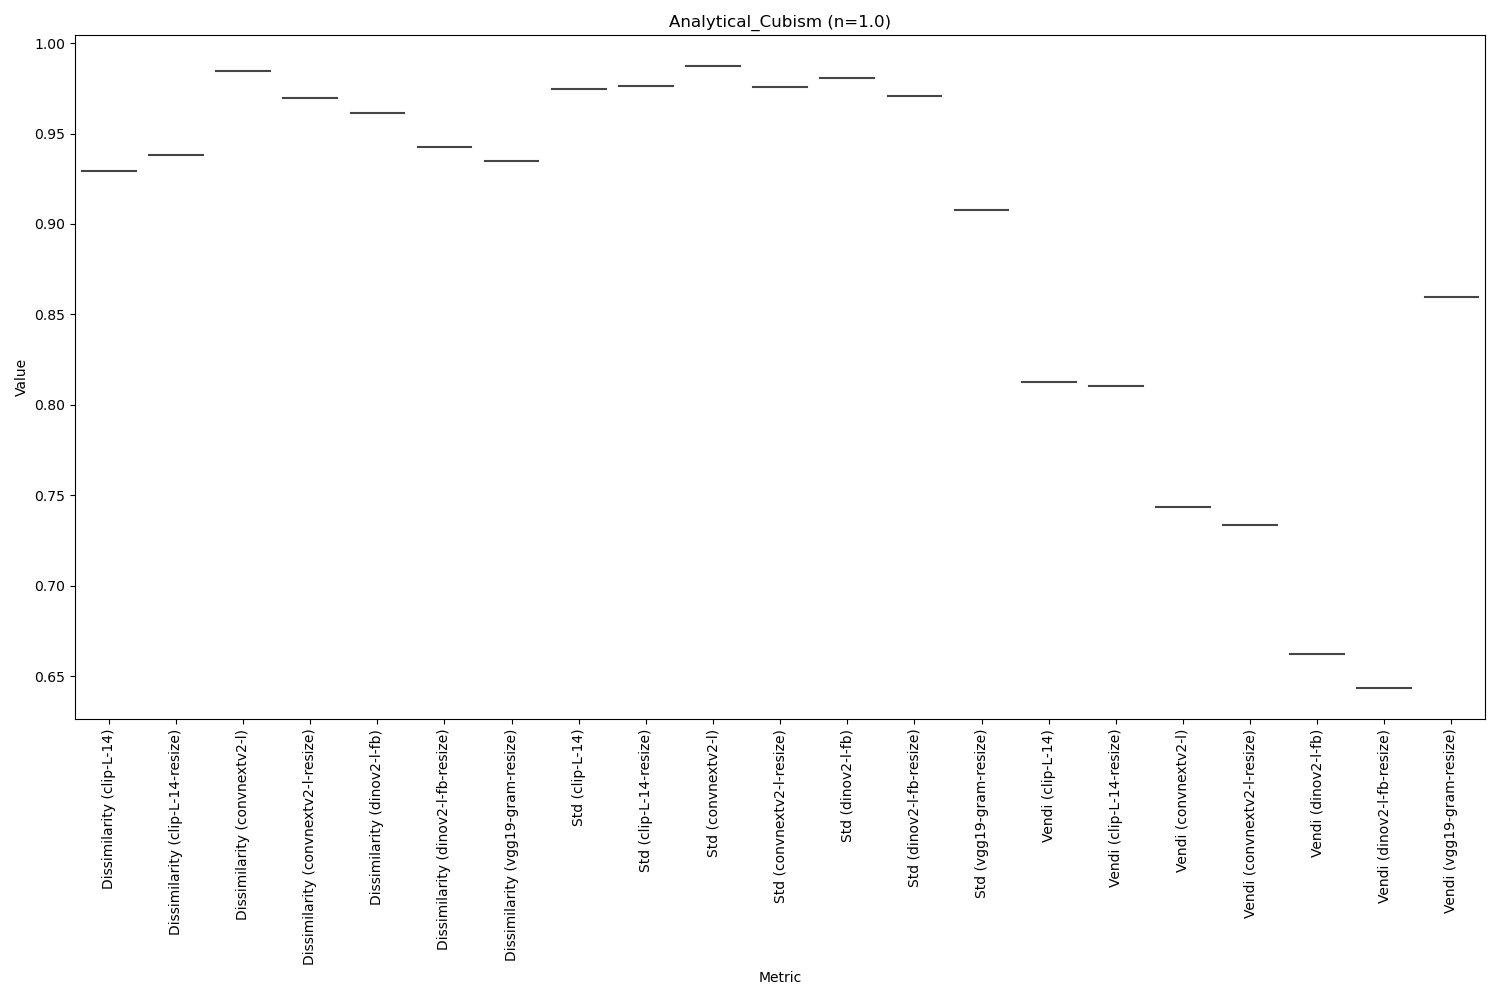 Analytical_Cubism (n=1.0)
1.00
0.95
0.90
0.85
0.80
0.75
0.70
0.65
Value
Dissimilarity (clip-L-14)
Dissimilarity (clip-L-14-resize)
Dissimilarity (convnextv2-l)
Dissimilarity (convnextv2-l-resize)
Dissimilarity (dinov2-l-fb)
Dissimilarity (dinov2-l-fb-resize)
Dissimilarity (vgg19-gram-resize)
Std (clip-L-14)
Std (clip-L-14-resize)
Std (convnextv2-l)
Std (convnextv2-l-resize)
Std (dinov2-l-fb)
Std (dinov2-l-fb-resize)
Std (vgg19-gram-resize)
Vendi (clip-L-14)
Vendi (clip-L-14-resize)
Vendi (convnextv2-l)
Vendi (convnextv2-l-resize)
Vendi (dinov2-l-fb)
Vendi (dinov2-l-fb-resize)
Vendi (vgg19-gram-resize)
Metric